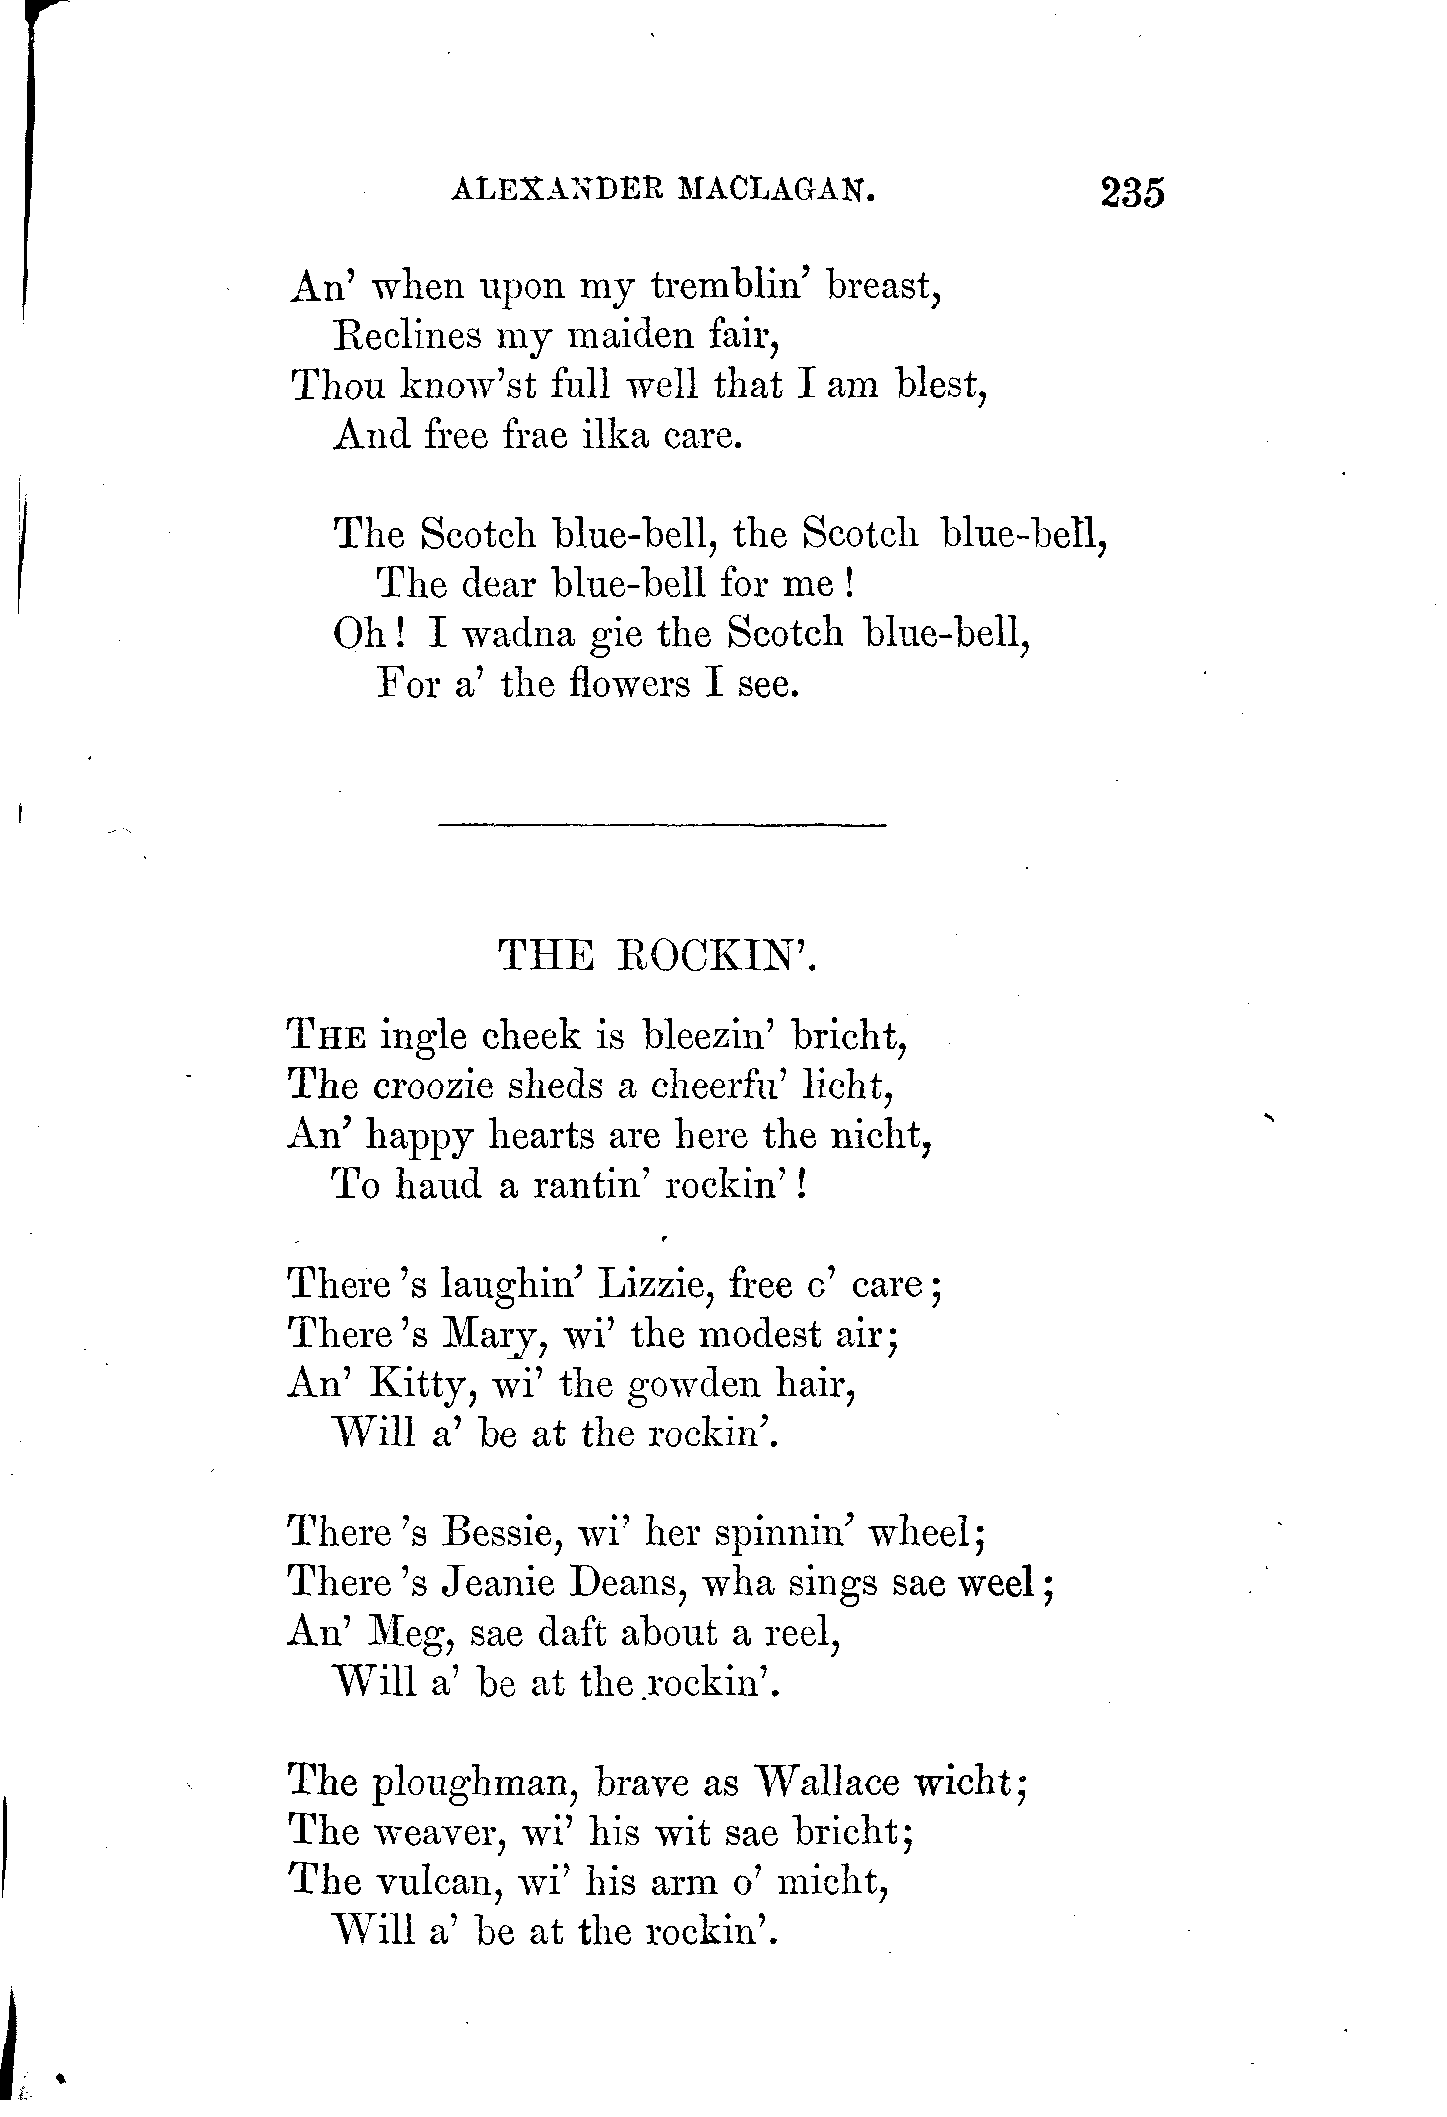 ALEXANDER MACLAGAN. 235
An' when upon my tremblin' breast,
Reclines my maiden fair,
Thou know'st full well that I am blest,
And free frae ilka care.
The Scotch blue-bell, the Scotch blue-bell,
The dear blue-bell for me!
Oh! I wadna gie the Scotch blue-bell,
For a' the flowers I see.
THE ROCKIN'.
THE ingle cheek is bleezin' bricht,
The croozie sheds a cheerfu' licht,
An' happy hearts are here the nicht,
To haud a rantin' rockin'!
There's laughin' Lizzie, free o' care;
There's Mary, wi' the modest air;
An' Kitty, wi' the gowden hair,
Will a' be at the rockin'.
There's Bessie, wi' her spinnin' wheel;
There's Jeanie Deans, wha sings sae weel;
An' Meg, sae daft about a reel,
Will a' be at the rockin'.
The ploughman, brave as Wallace wicht;
The weaver, wi' his wit sae bricht;
The vulcan, wi' his arm o' micht,
Will a' be at the rockin'.